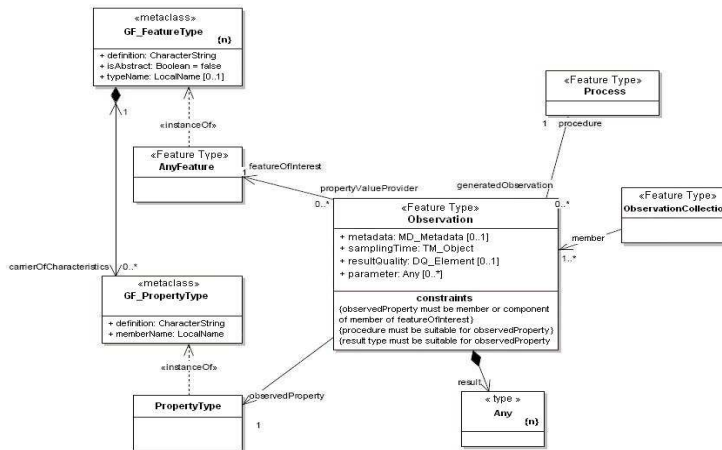 «metaclass»
GF_FeatureType
{n}
+ definition: CharacterString
+ isAbstract: Boolean = false
+ typeName: LocalName [0..1]
1
«instanceOf»
«Feature Type»
AnyFeature
featureOfInterest
1
propertyValueProvider
0..*
«Feature Type»
Process
1
procedure
generatedObservation
0..*
«Feature Type»
Observation
+ metadata: MD_Metadata [0..1]
+ samplingTime: TM_Object
+ resultQuality: DQ_Element [0..1]
+ parameter: Any [0..*]
constraints
{observedProperty must be member or component
of member of featureOfInterest}
{procedure must be suitable for observedProperty}
{result type must be suitable for observedProperty
«Feature Type»
ObservationCollection
member
1..*
carrierOfCharacteristics
0..*
«metaclass»
GF_PropertyType
+ definition: CharacterString
+ memberName: LocalName
«instanceOf»
PropertyType
observedProperty
1
result
« type »
Any
{n}